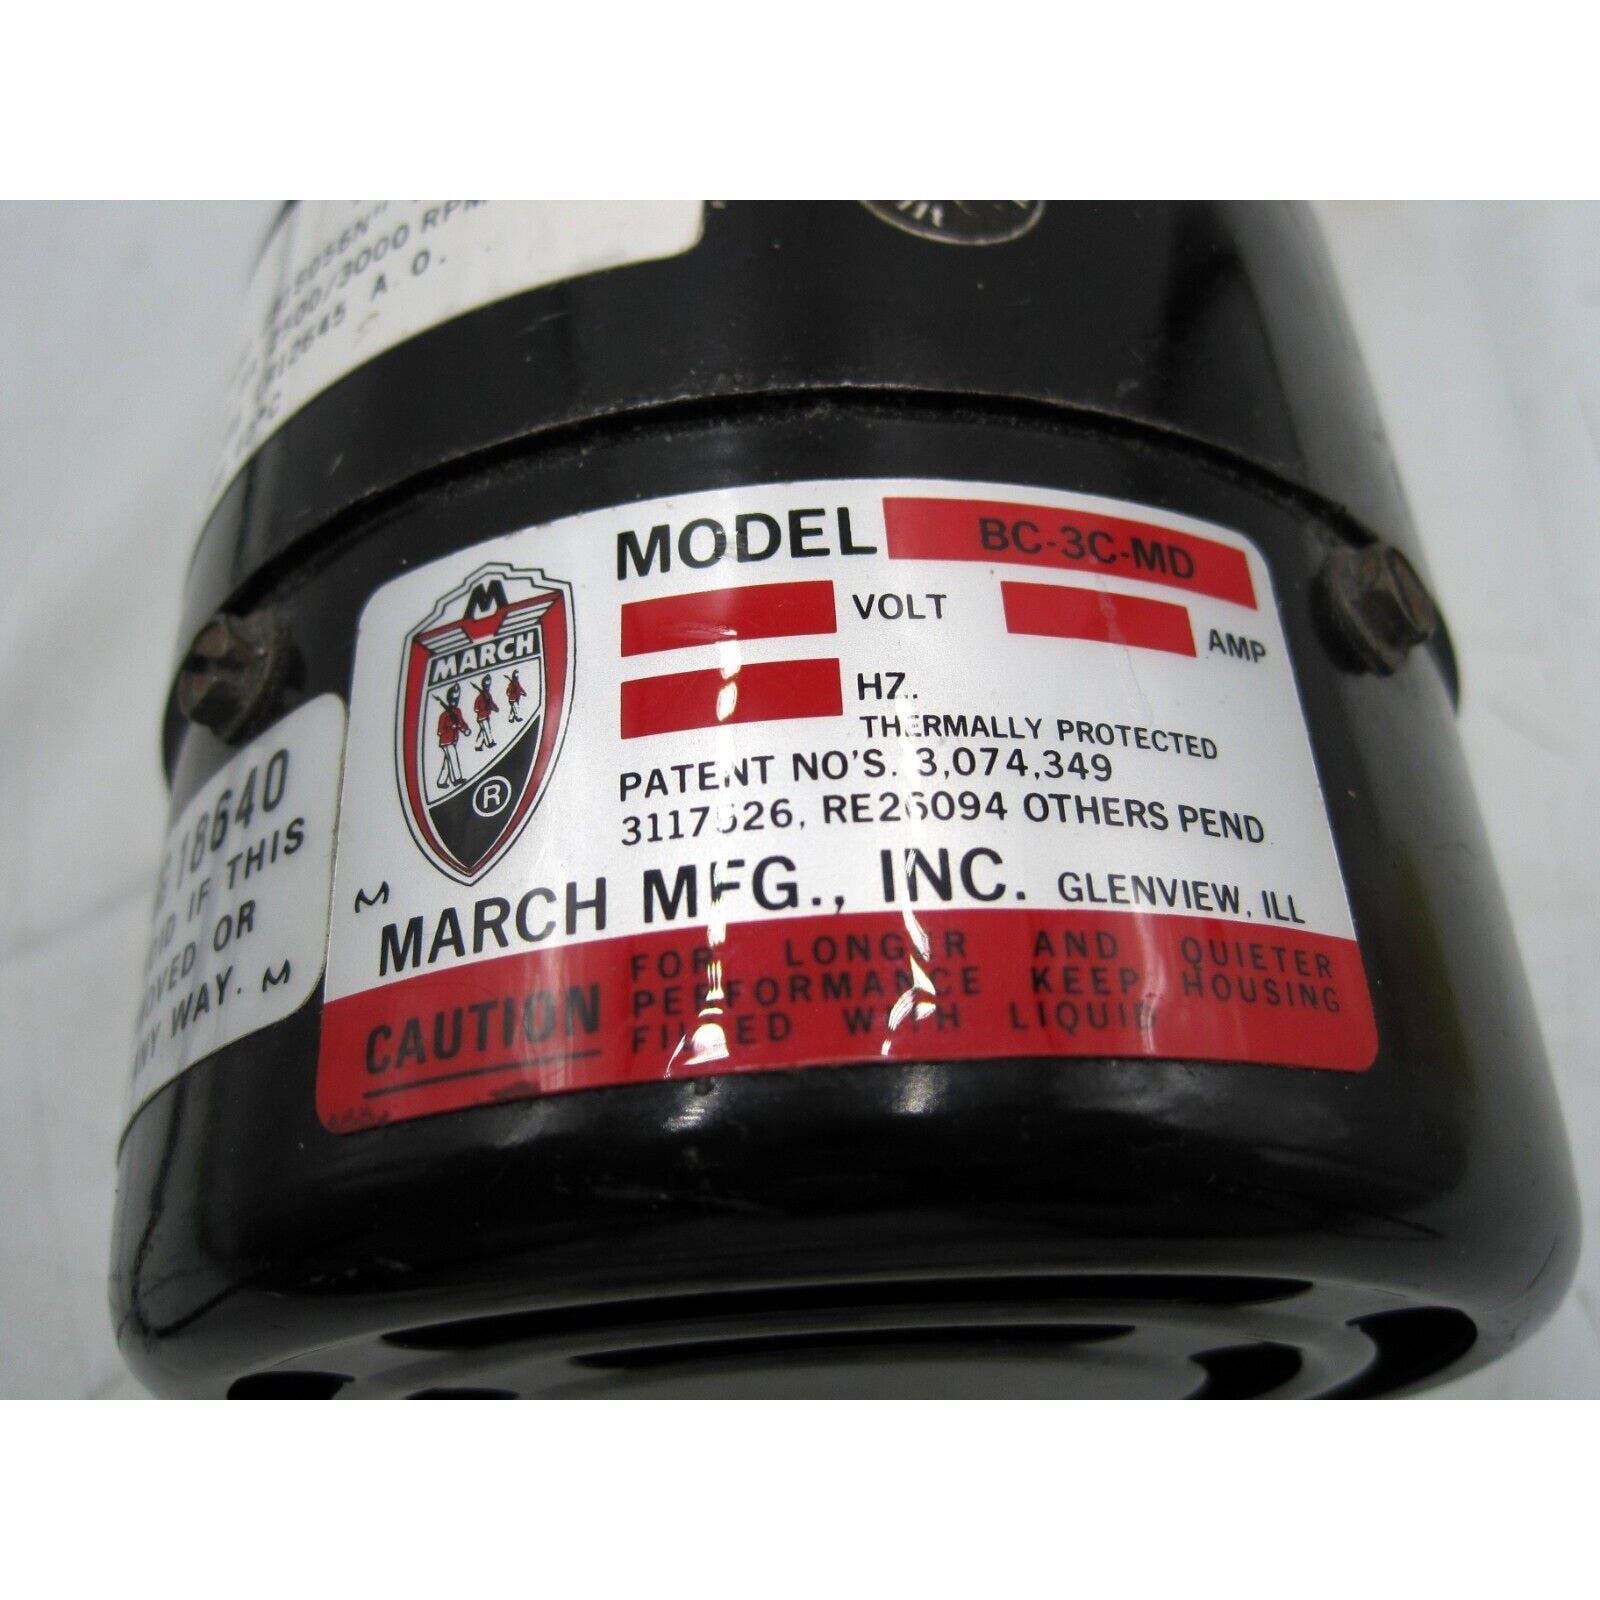 3000 RPM
A.O.
MODEL BC-3C-MD
VOLT AMP
HZ.
THERMALLY PROTECTED
PATENT NO'S. 3,074,349
3117526, RE26094 OTHERS PEND
M
MARCH
®
MARCH MFG., INC. GLENVIEW, ILL
CAUTION
FOR LONGER AND QUIETER
PERFORMANCE KEEP HOUSING
FILLED WITH LIQUID
18640
IF THIS
OR
WAY. M
M